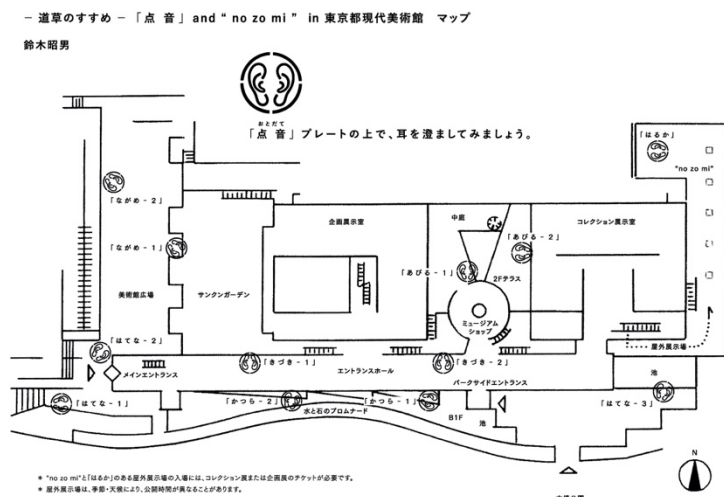 − 道草のすすめ −「点 音」and “ no zo mi ” in 東京都現代美術館　マップ
鈴木昭男
おとだて
「点 音」プレートの上で、耳を澄ましてみましょう。
「はるか」
"no zo mi"
「ながめ - 2」
企画展示室
中庭
コレクション展示室
「ながめ - 1」
「あびる - 2」
「あびる - 1」
2Fテラス
美術館広場
サンクンガーデン
ミュージアム
ショップ
「はてな - 2」
屋外展示場
「きづき - 1」
「きづき - 2」
メインエントランス
エントランスホール
パークサイドエントランス
池
「はてな - 1」
「かつら - 2」
「かつら - 1」
「はてな - 3」
水と石のプロムナード
B1F
池
N
* "no zo mi"と「はるか」のある屋外展示場の入場には、コレクション展または企画展のチケットが必要です。
* 屋外展示場は、季節・天候により、公開時間が異なることがあります。